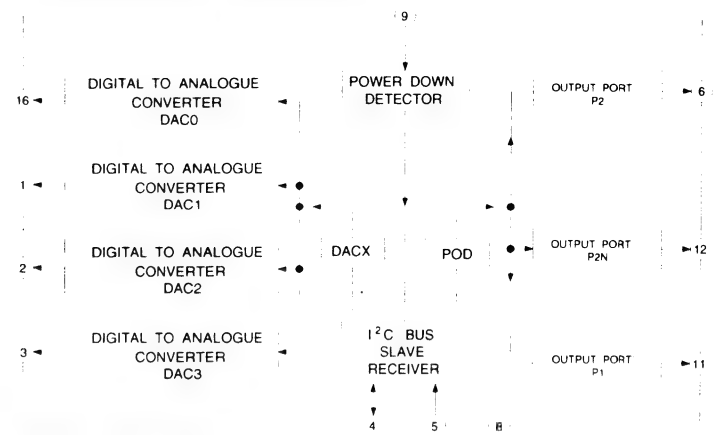 9
DIGITAL TO ANALOGUE
CONVERTER
DAC0
16
POWER DOWN
DETECTOR
OUTPUT PORT
P2
6
DIGITAL TO ANALOGUE
CONVERTER
DAC1
1
DIGITAL TO ANALOGUE
CONVERTER
DAC2
2
DACX
POD
OUTPUT PORT
P2N
12
DIGITAL TO ANALOGUE
CONVERTER
DAC3
3
I²C BUS
SLAVE
RECEIVER
OUTPUT PORT
P1
11
4
5
8